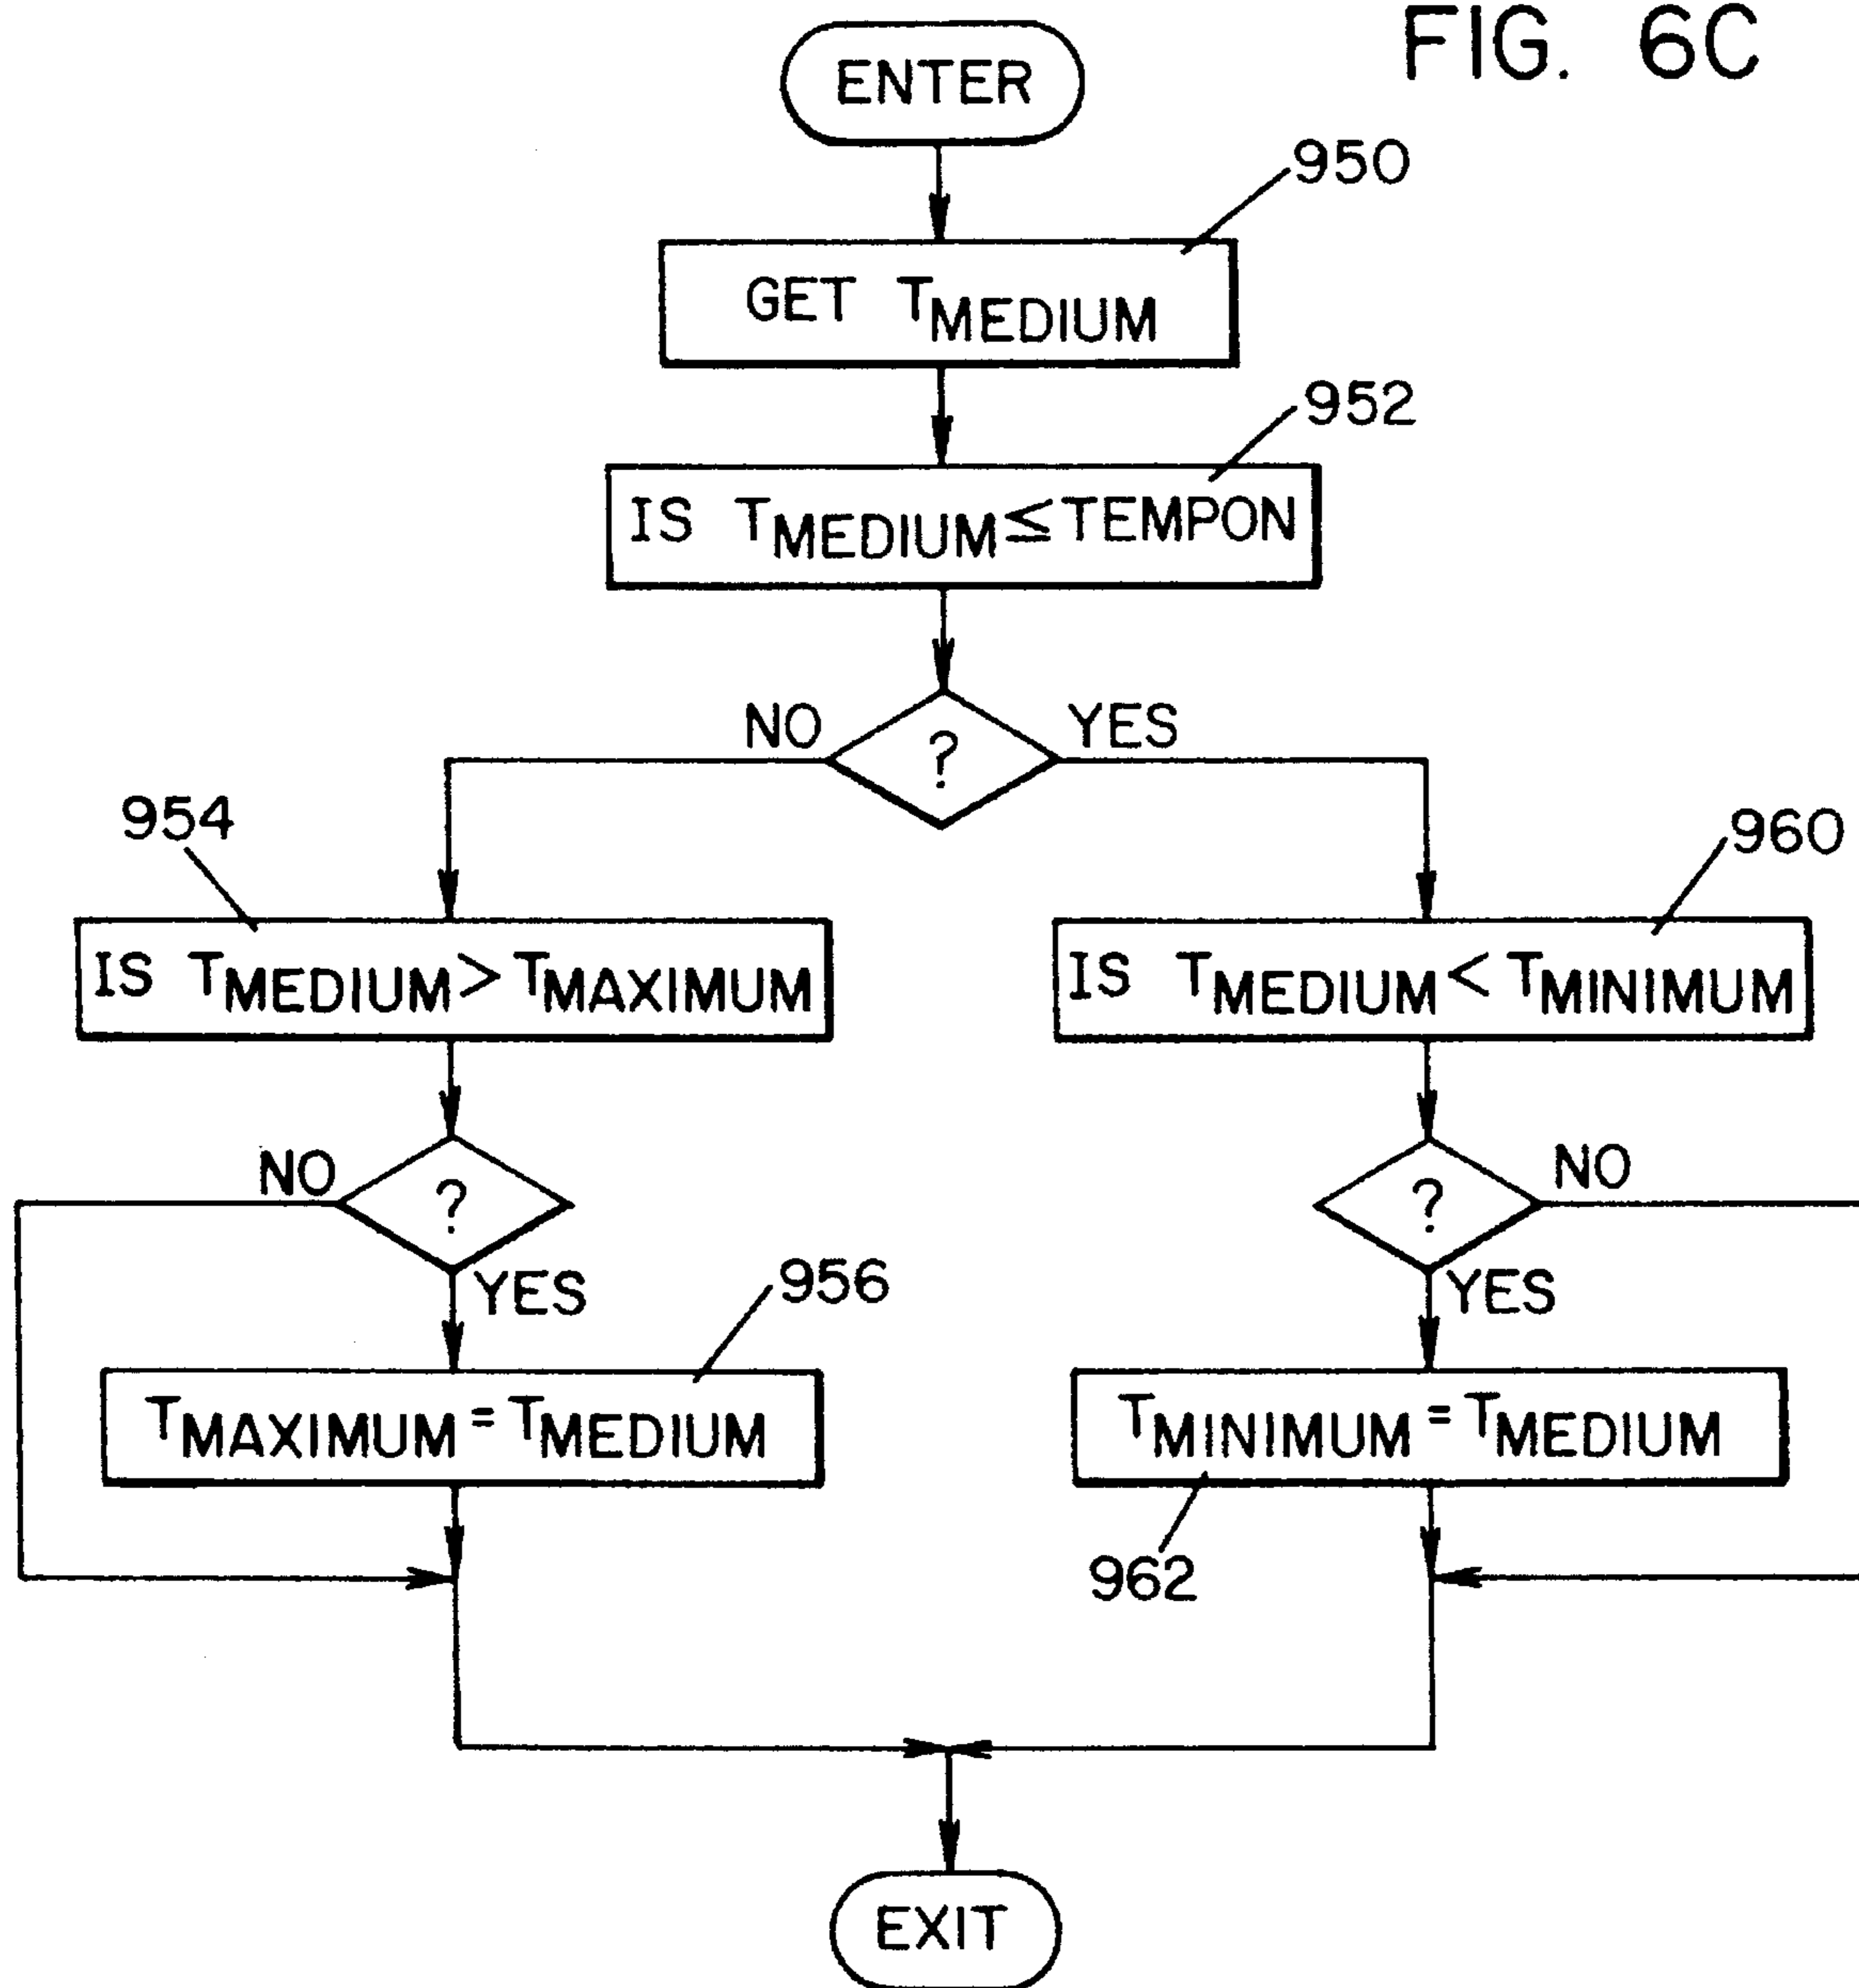 FIG. 6C
ENTER
950
GET TMEDIUM
952
IS TMEDIUM≤TEMPON
NO
?
YES
954
960
IS TMEDIUM>TMAXIMUM
IS TMEDIUM<TMINIMUM
NO
?
YES
?
NO
YES
956
TMAXIMUM=TMEDIUM
TMINIMUM=TMEDIUM
962
EXIT